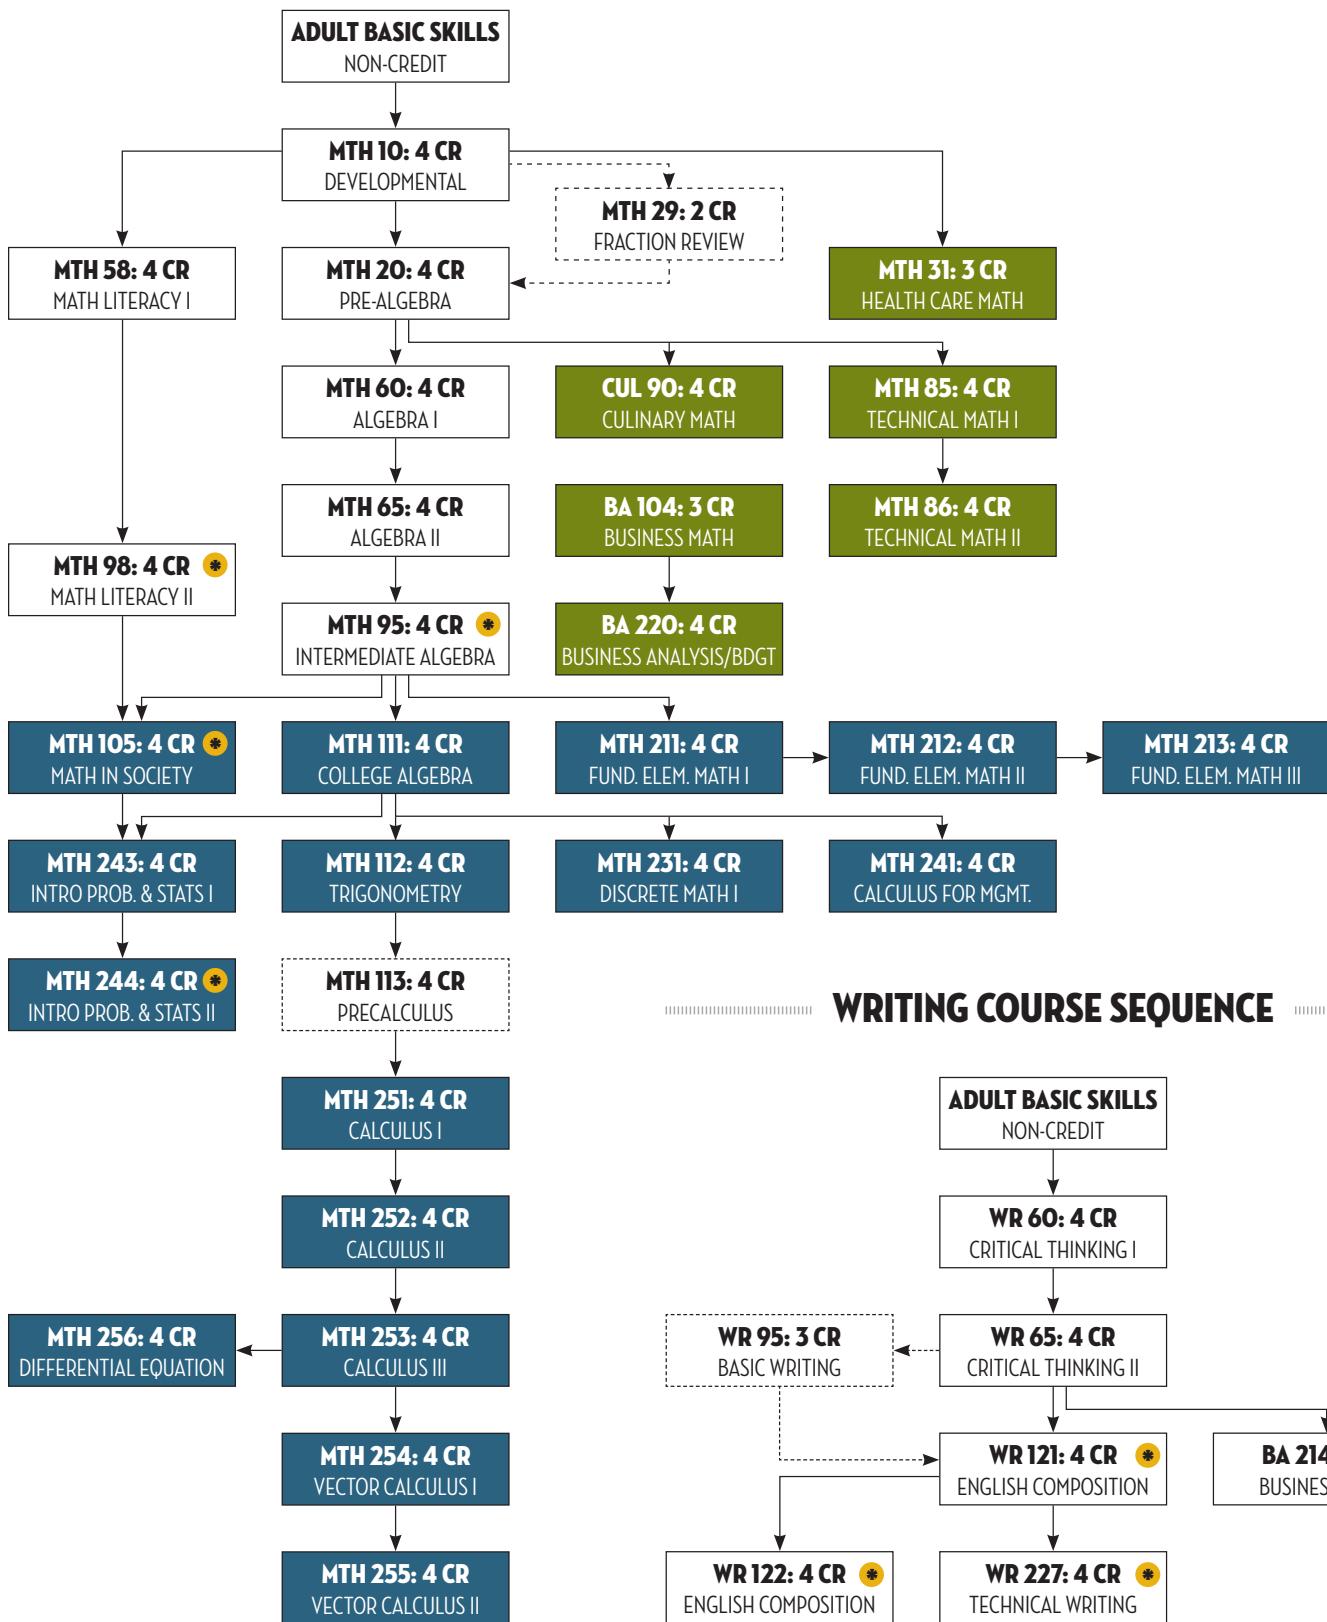 ADULT BASIC SKILLS
NON-CREDIT
MTH 10: 4 CR
DEVELOPMENTAL
MTH 29: 2 CR
FRACTION REVIEW
MTH 58: 4 CR
MATH LITERACY I
MTH 20: 4 CR
PRE-ALGEBRA
MTH 31: 3 CR
HEALTH CARE MATH
MTH 60: 4 CR
ALGEBRA I
CUL 90: 4 CR
CULINARY MATH
MTH 85: 4 CR
TECHNICAL MATH I
MTH 65: 4 CR
ALGEBRA II
BA 104: 3 CR
BUSINESS MATH
MTH 86: 4 CR
TECHNICAL MATH II
MTH 98: 4 CR *
MATH LITERACY II
MTH 95: 4 CR *
INTERMEDIATE ALGEBRA
BA 220: 4 CR
BUSINESS ANALYSIS/BDGT
MTH 105: 4 CR *
MATH IN SOCIETY
MTH 111: 4 CR
COLLEGE ALGEBRA
MTH 211: 4 CR
FUND. ELEM. MATH I
MTH 212: 4 CR
FUND. ELEM. MATH II
MTH 213: 4 CR
FUND. ELEM. MATH III
MTH 243: 4 CR
INTRO PROB. & STATS I
MTH 112: 4 CR
TRIGONOMETRY
MTH 231: 4 CR
DISCRETE MATH I
MTH 241: 4 CR
CALCULUS FOR MGMT.
MTH 244: 4 CR *
INTRO PROB. & STATS II
MTH 113: 4 CR
PRECALCULUS
WRITING COURSE SEQUENCE
MTH 251: 4 CR
CALCULUS I
ADULT BASIC SKILLS
NON-CREDIT
MTH 252: 4 CR
CALCULUS II
WR 60: 4 CR
CRITICAL THINKING I
MTH 256: 4 CR
DIFFERENTIAL EQUATION
MTH 253: 4 CR
CALCULUS III
WR 95: 3 CR
BASIC WRITING
WR 65: 4 CR
CRITICAL THINKING II
MTH 254: 4 CR
VECTOR CALCULUS I
WR 121: 4 CR *
ENGLISH COMPOSITION
BA 214
BUSINES
MTH 255: 4 CR
VECTOR CALCULUS II
WR 122: 4 CR *
ENGLISH COMPOSITION
WR 227: 4 CR *
TECHNICAL WRITING